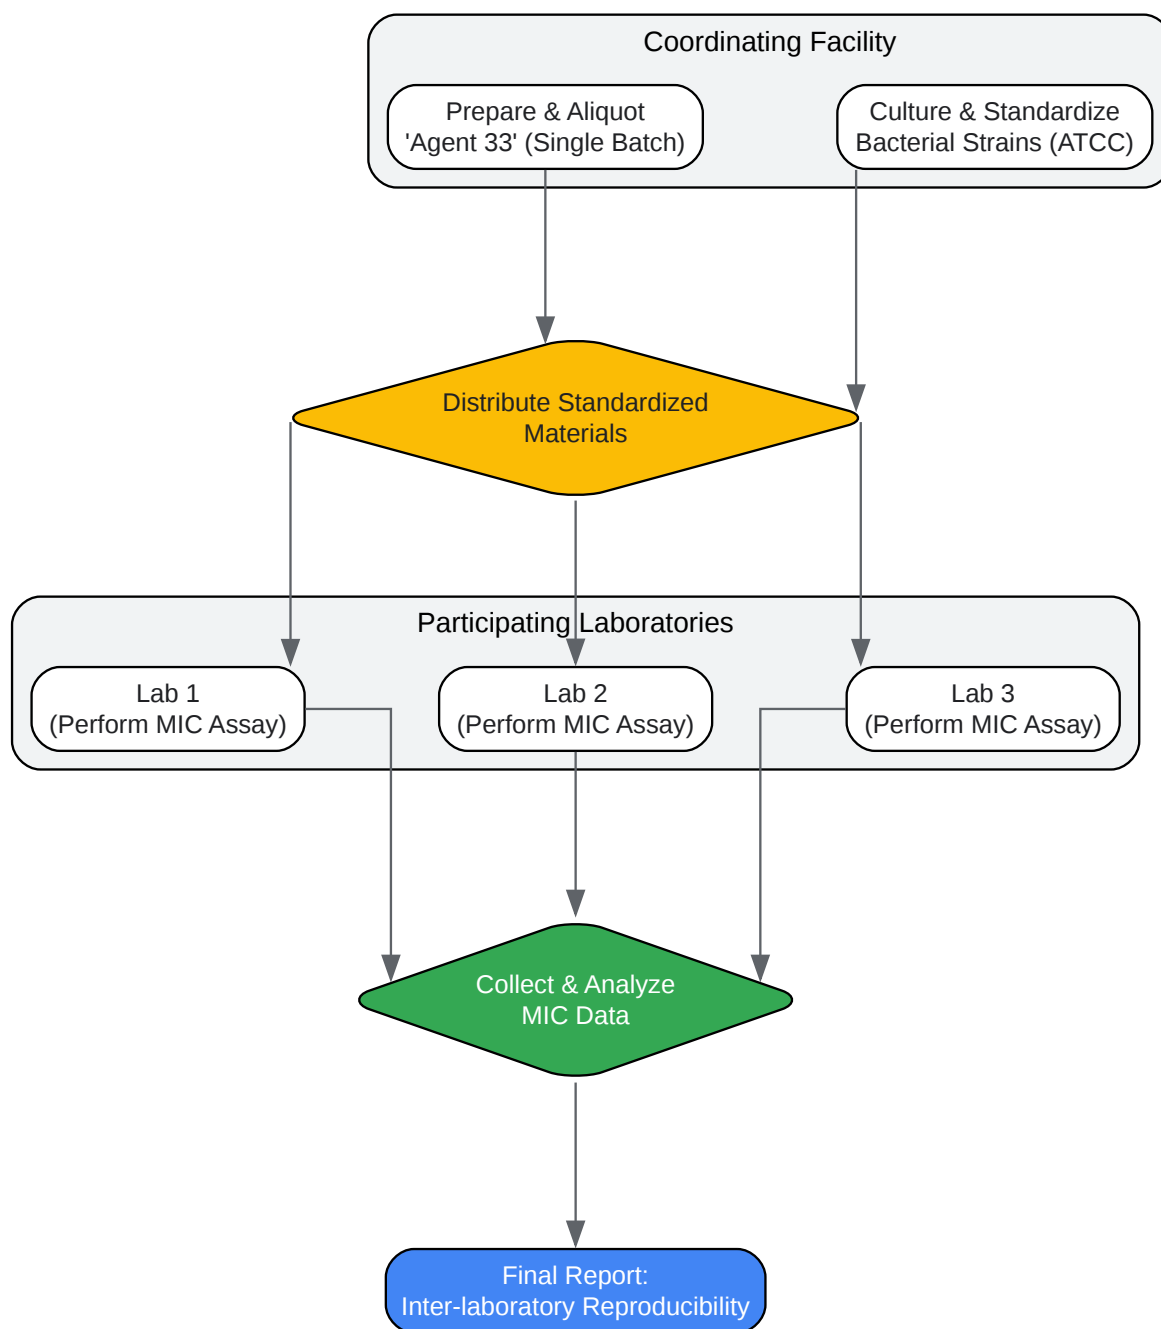 Coordinating Facility
Prepare & Aliquot
'Agent 33' (Single Batch)
Culture & Standardize
Bacterial Strains (ATCC)
Distribute Standardized
Materials
Participating Laboratories
Lab 1
(Perform MIC Assay)
Lab 2
(Perform MIC Assay)
Lab 3
(Perform MIC Assay)
Collect & Analyze
MIC Data
Final Report:
Inter-laboratory Reproducibility